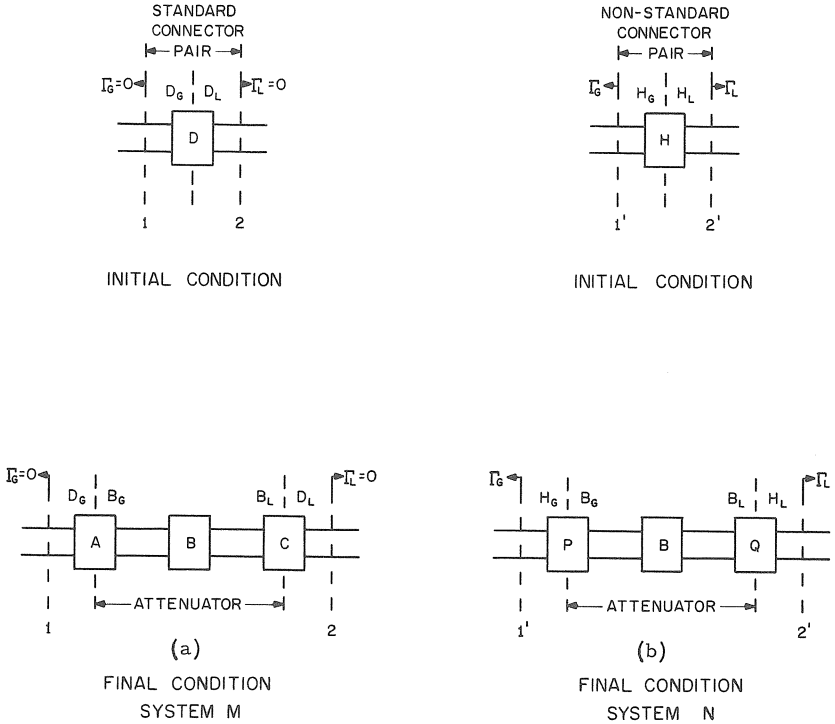 STANDARD
CONNECTOR
PAIR
Γ_G=0 D_G D_L Γ_L=0
D
1 2
INITIAL CONDITION
NON-STANDARD
CONNECTOR
PAIR
Γ_G H_G H_L Γ_L
H
1' 2'
INITIAL CONDITION
Γ_G=0 D_G B_G B_L D_L Γ_L=0
A B C
ATTENUATOR
1 2
(a)
FINAL CONDITION
SYSTEM M
Γ_G H_G B_G B_L H_L Γ_L
P B Q
ATTENUATOR
1' 2'
(b)
FINAL CONDITION
SYSTEM N